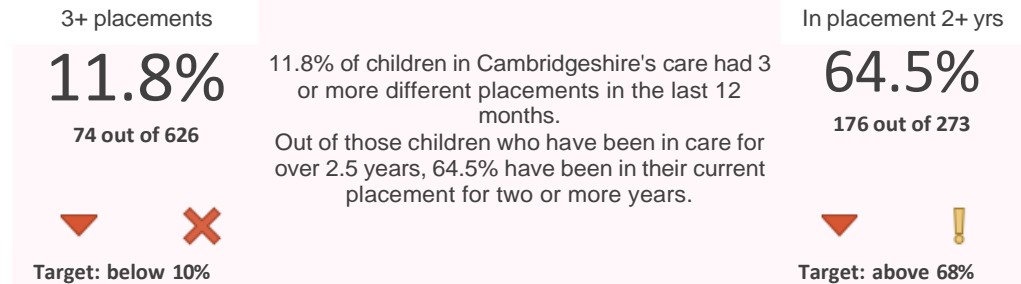 3+ placements
11.8%
74 out of 626
Target: below 10%
11.8% of children in Cambridgeshire's care had 3
or more different placements in the last 12
months.
Out of those children who have been in care for
over 2.5 years, 64.5% have been in their current
placement for two or more years.
In placement 2+ yrs
64.5%
176 out of 273
Target: above 68%